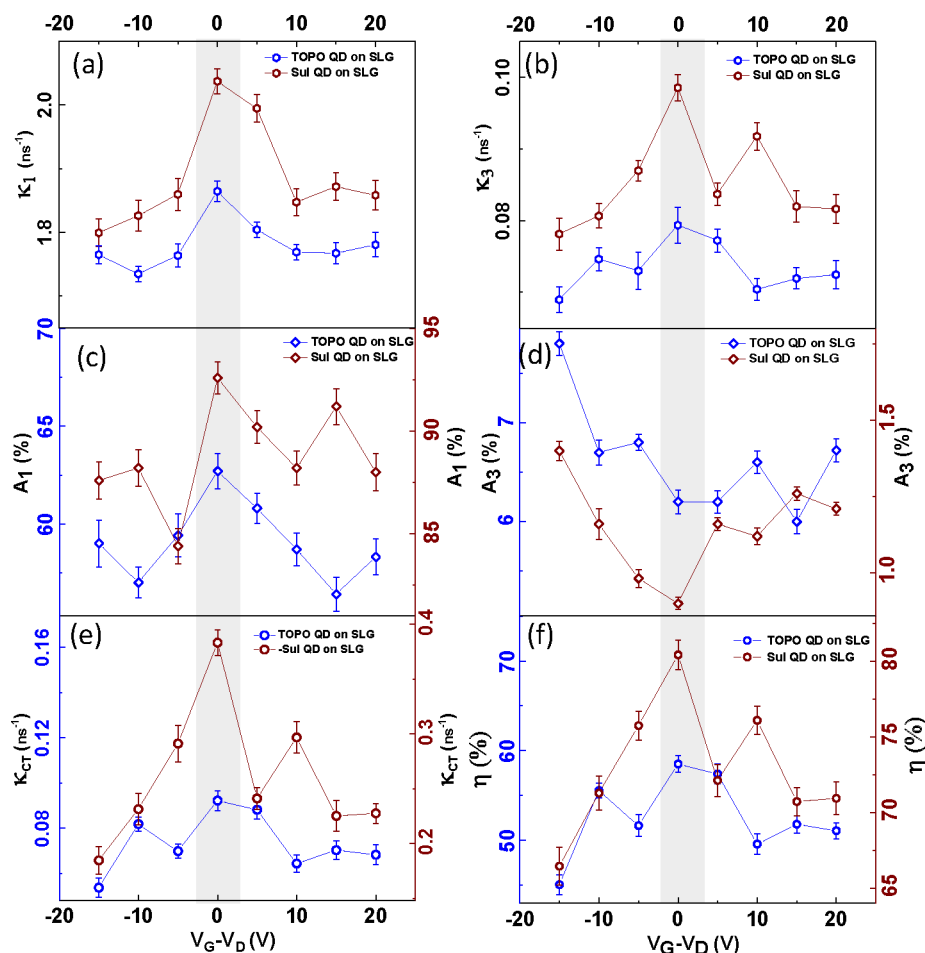 -20 -10 0 10 20
-20 -10 0 10 20
(a)
TOPO QD on SLG
Sul QD on SLG
2.0
1.8
κ1 (ns-1)
(b)
TOPO QD on SLG
Sul QD on SLG
0.10
0.08
κ3 (ns-1)
(c)
TOPO QD on SLG
Sul QD on SLG
70
65
60
A1 (%)
95
90
85
A1 (%)
(d)
TOPO QD on SLG
Sul QD on SLG
7
6
A3 (%)
1.5
1.0
A3 (%)
(e)
TOPO QD on SLG
-Sul QD on SLG
0.16
0.12
0.08
κCT (ns-1)
0.4
0.3
0.2
κCT (ns-1)
(f)
TOPO QD on SLG
Sul QD on SLG
70
60
50
η (%)
80
75
70
65
η (%)
-20 -10 0 10 20
VG-VD (V)
-20 -10 0 10 20
VG-VD (V)